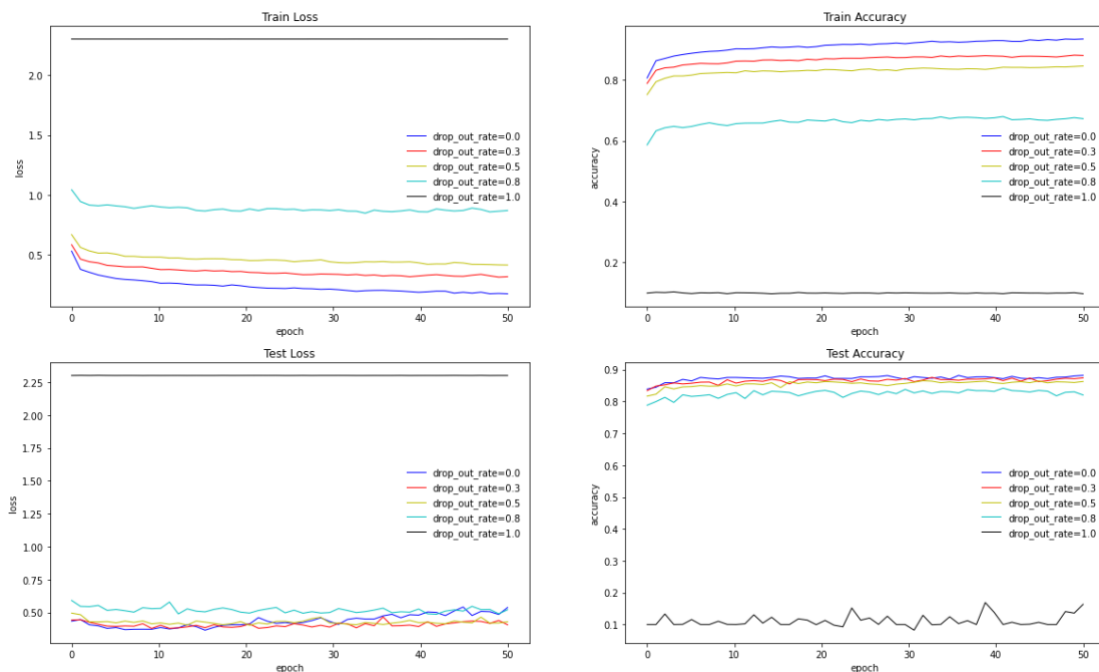 Train Loss
2.0
1.5
1.0
0.5
loss
drop_out_rate=0.0
drop_out_rate=0.3
drop_out_rate=0.5
drop_out_rate=0.8
drop_out_rate=1.0
0 10 20 30 40 50
epoch
Train Accuracy
0.8
0.6
0.4
0.2
accuracy
drop_out_rate=0.0
drop_out_rate=0.3
drop_out_rate=0.5
drop_out_rate=0.8
drop_out_rate=1.0
0 10 20 30 40 50
epoch
Test Loss
2.25
2.00
1.75
1.50
1.25
1.00
0.75
0.50
loss
drop_out_rate=0.0
drop_out_rate=0.3
drop_out_rate=0.5
drop_out_rate=0.8
drop_out_rate=1.0
0 10 20 30 40 50
epoch
Test Accuracy
0.9
0.8
0.7
0.6
0.5
0.4
0.3
0.2
0.1
accuracy
drop_out_rate=0.0
drop_out_rate=0.3
drop_out_rate=0.5
drop_out_rate=0.8
drop_out_rate=1.0
0 10 20 30 40 50
epoch